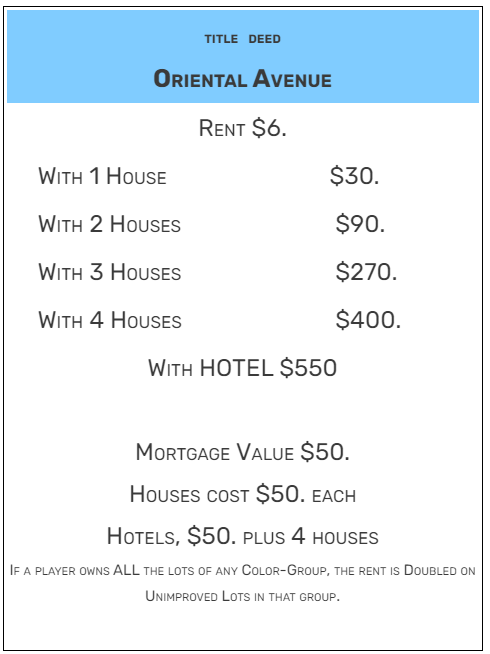 TITLE DEED
ORIENTAL AVENUE
RENT $6.
WITH 1 HOUSE $30.
WITH 2 HOUSES $90.
WITH 3 HOUSES $270.
WITH 4 HOUSES $400.
WITH HOTEL $550
MORTGAGE VALUE $50.
HOUSES COST $50. EACH
HOTELS, $50. PLUS 4 HOUSES
IF A PLAYER OWNS ALL THE LOTS OF ANY COLOR-GROUP, THE RENT IS DOUBLED ON
UNIMPROVED LOTS IN THAT GROUP.